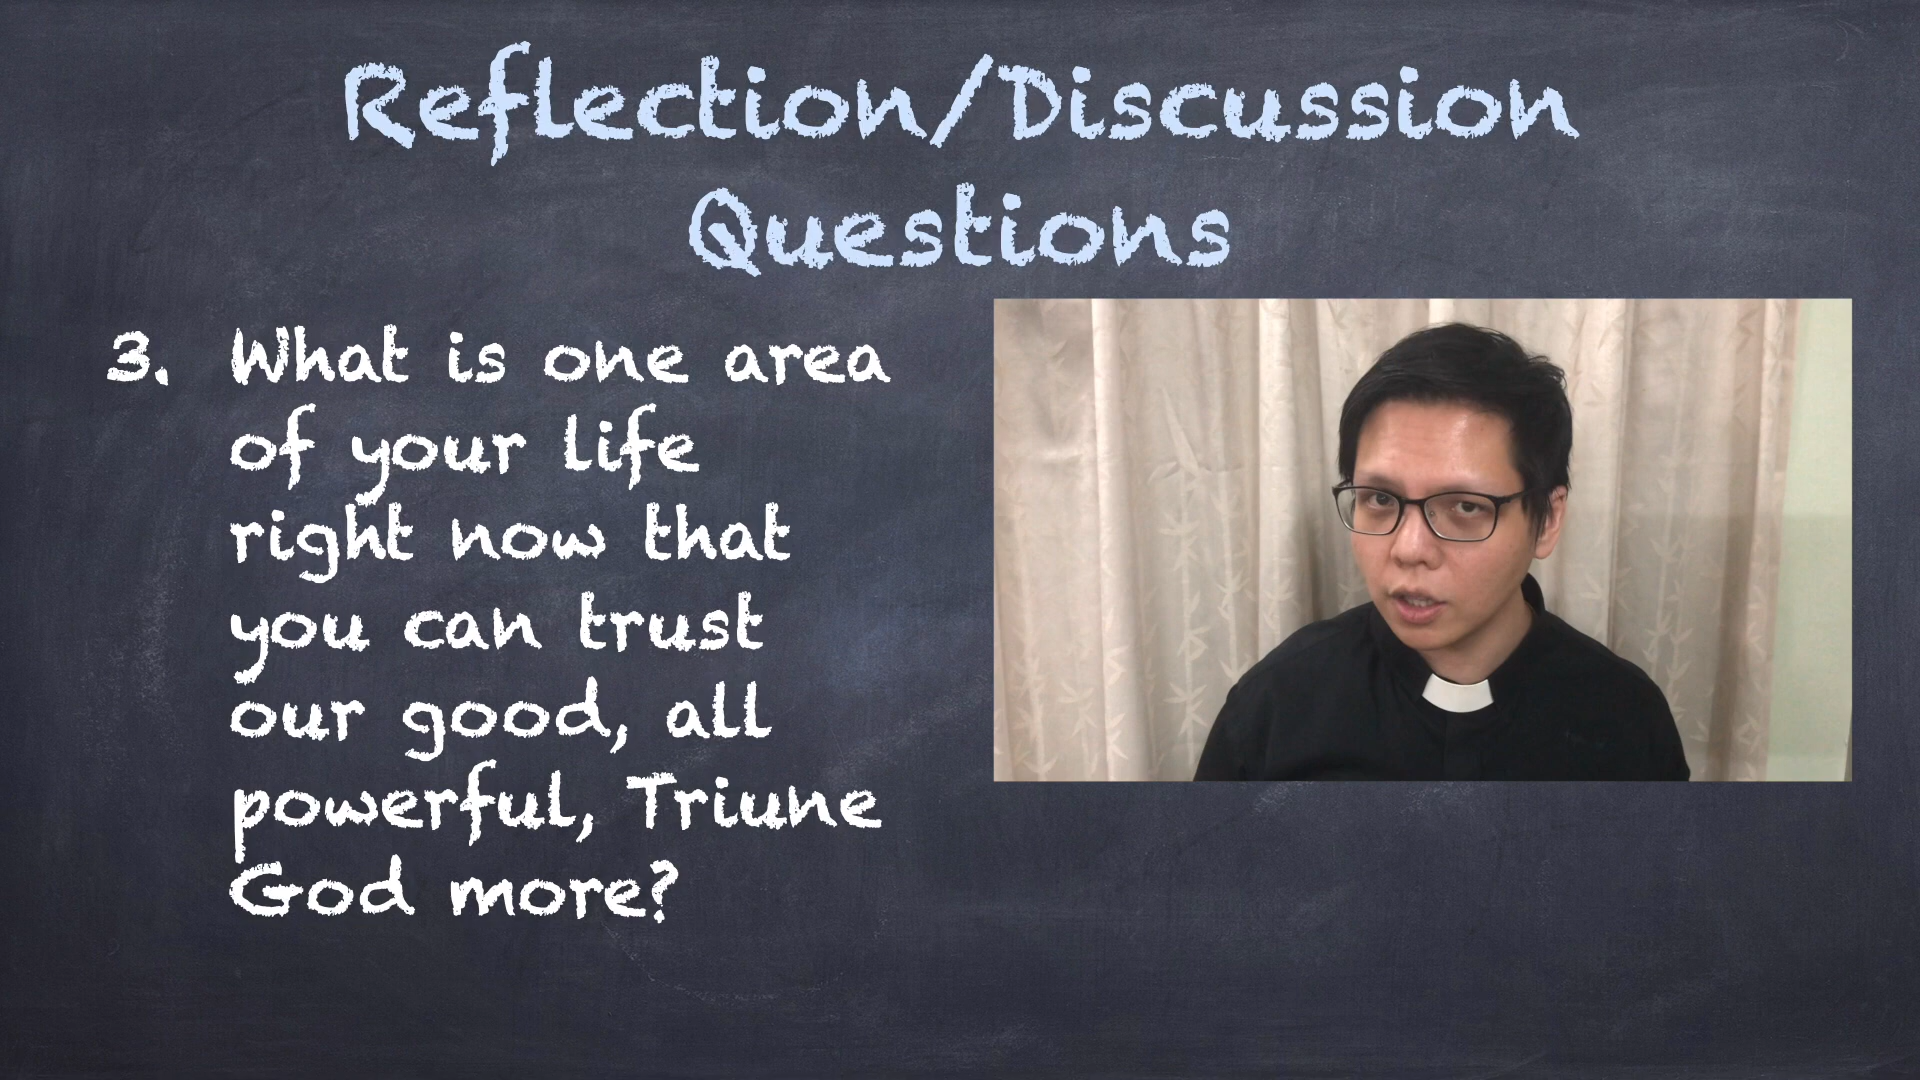 Reflection/Discussion
Questions
3. What is one area
of your life
right now that
you can trust
our good, all
powerful, Triune
God more?